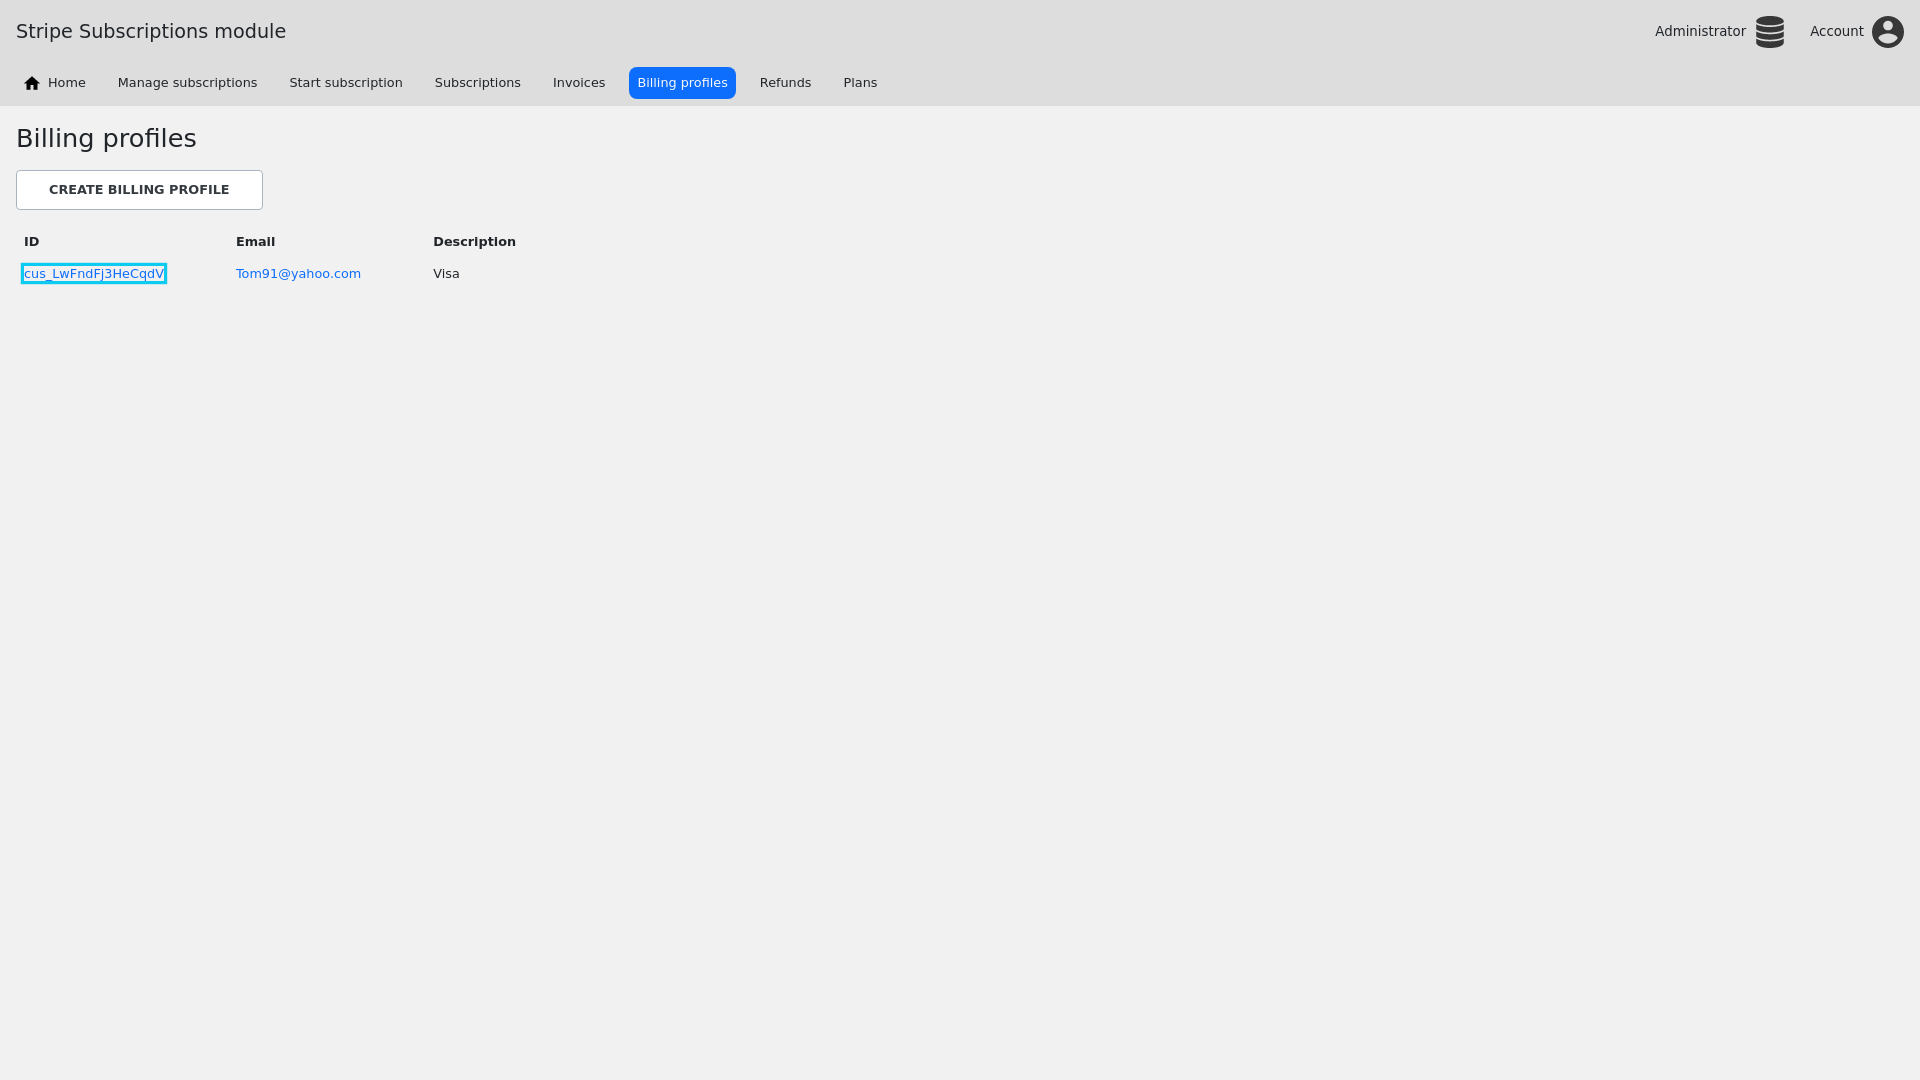 Stripe Subscriptions module
Administrator
Account
Home
Manage subscriptions
Start subscription
Subscriptions
Invoices
Billing profiles
Refunds
Plans
Billing profiles
CREATE BILLING PROFILE
ID Email Description
cus_LwFndFj3HeCqdV Tom91@yahoo.com Visa